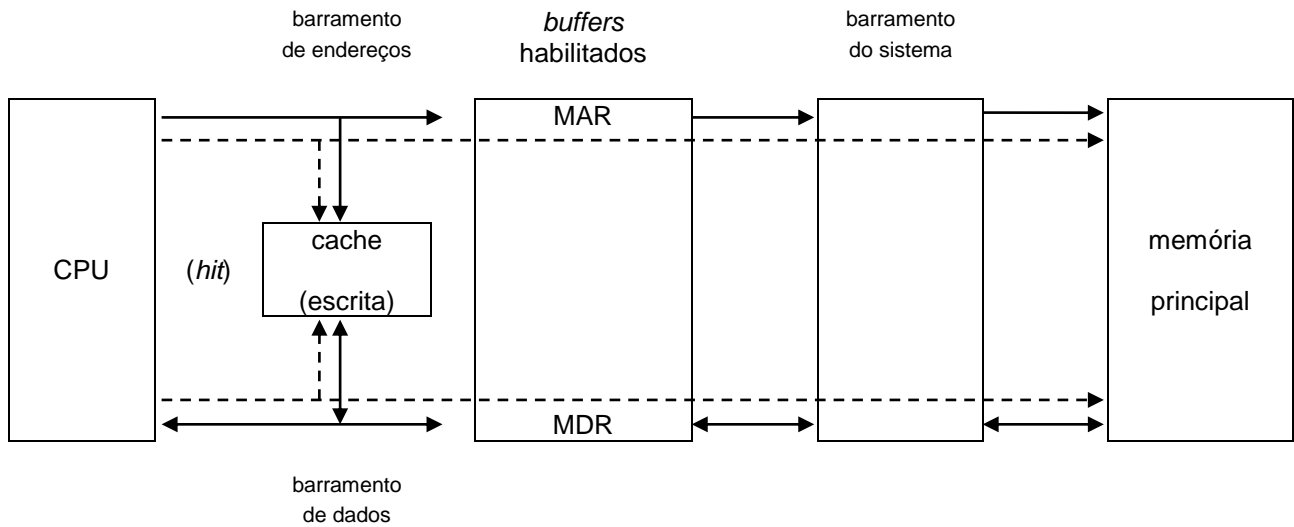 barramento
de endereços
buffers
habilitados
barramento
do sistema
MAR
CPU
(hit)
cache
(escrita)
memória
principal
MDR
barramento
de dados